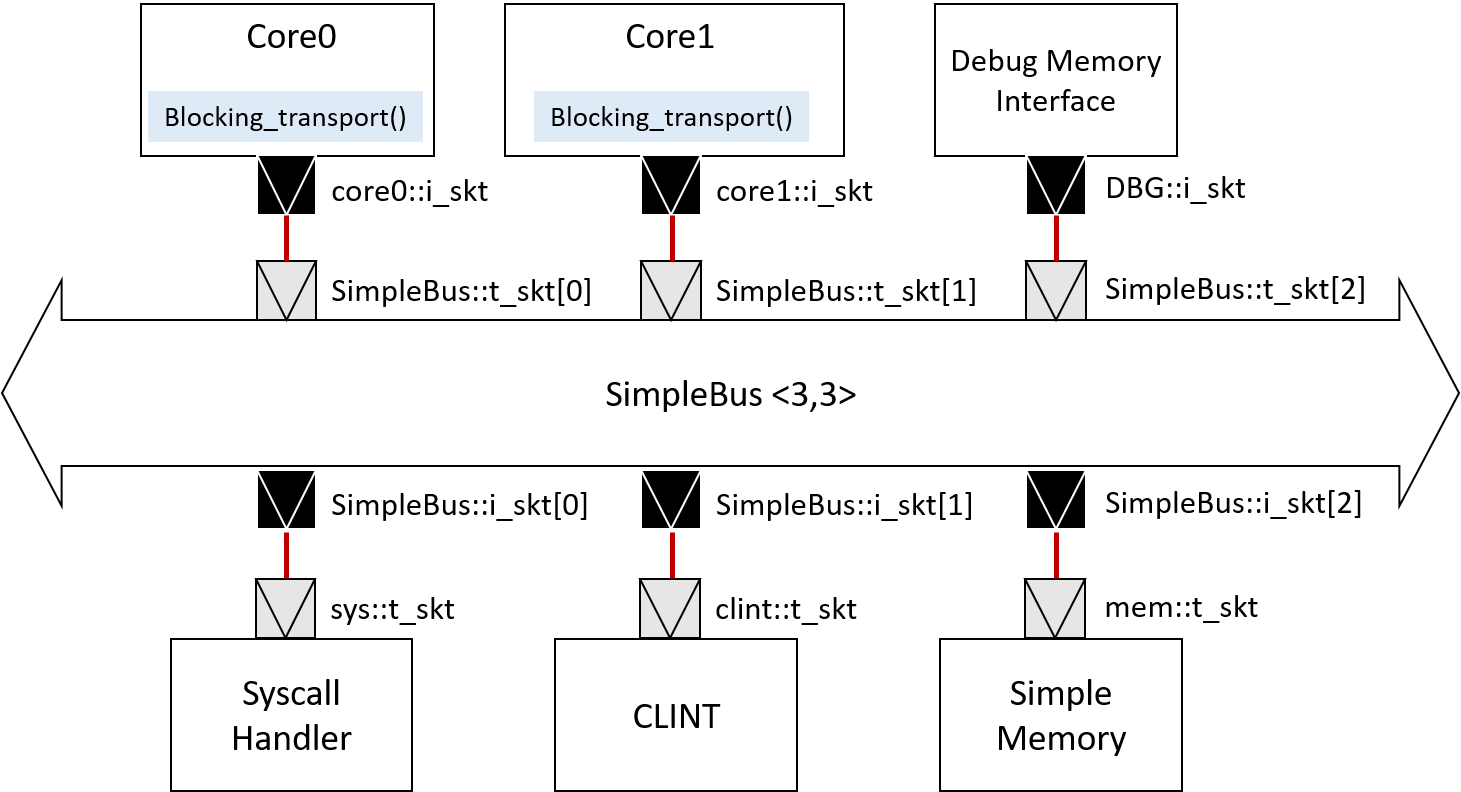 Core0
Core1
Debug Memory
Interface
Blocking_transport()
Blocking_transport()
core0::i_skt
core1::i_skt
DBG::i_skt
SimpleBus::t_skt[0]
SimpleBus::t_skt[1]
SimpleBus::t_skt[2]
SimpleBus <3,3>
SimpleBus::i_skt[0]
SimpleBus::i_skt[1]
SimpleBus::i_skt[2]
sys::t_skt
clint::t_skt
mem::t_skt
Syscall
Handler
CLINT
Simple
Memory